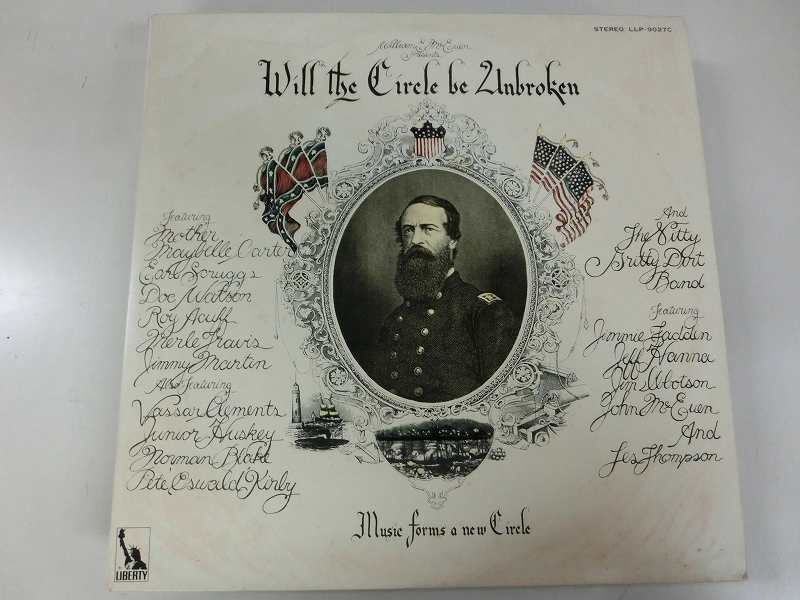 STEREO LLP-9027C
William E. McEuen
Presents
Will the Circle be Unbroken
Featuring
Mother
Maybelle Carter
Earl Scruggs
Doc Watson
Roy Acuff
Merle Travis
Jimmy Martin
Also Featuring
Vassar Clements
Junior Huskey
Norman Blake
Pete Oswald Kirby
And
The Nitty
Gritty Dirt
Band
Featuring
Jimmie Fadden
Jeff Hanna
Jim Ibbotson
John McEuen
And
Les Thompson
Music forms a new Circle
LIBERTY